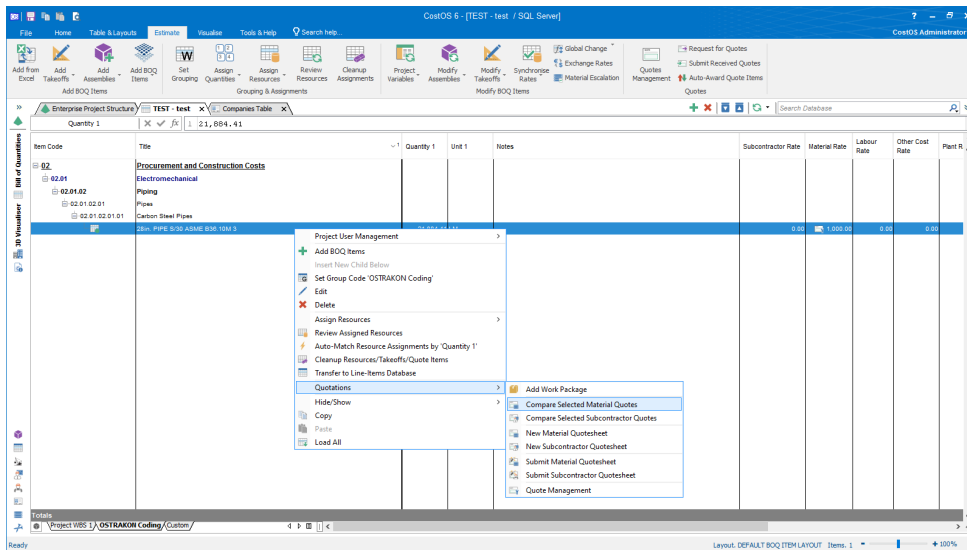 CostOS 6 - [TEST - test / SQL Server]
File Home Table & Layouts Estimate Visualise Tools & Help Search help... CostOS Administrator
Add from Excel
Add Takeoffs
Add Assemblies
Add BOQ Items
Set Grouping
Assign Quantities
Assign Resources
Review Resources
Cleanup Assignments
Project Variables
Modify Assemblies
Modify Takeoffs
Synchronise Rates
Global Change
Exchange Rates
Material Escalation
Quotes Management
Request for Quotes
Submit Received Quotes
Auto-Award Quote Items
Add BOQ Items Grouping & Assignments Modify BOQ Items Quotes
Enterprise Project Structure TEST - test X Companies Table X Search Database
Quantity 1 fx 1 21,884.41
Bill of Quantities
3D Visualiser
Item Code Title 1 Quantity 1 Unit 1 Notes Subcontractor Rate Material Rate Labour Rate Other Cost Rate Plant R
02 Procurement and Construction Costs
02.01 Electromechanical
02.01.02 Piping
02.01.02.01 Pipes
02.01.02.01.01 Carbon Steel Pipes
28in. PIPE S/30 ASME B36.10M 3 0.00 1,000.00 0.00 0.00
Project User Management
Add BOQ Items
Insert New Child Below
Set Group Code 'OSTRAKON Coding'
Edit
Delete
Assign Resources
Review Assigned Resources
Auto-Match Resource Assignments by 'Quantity 1'
Cleanup Resources/Takeoffs/Quote Items
Transfer to Line-Items Database
Quotations
Hide/Show
Copy
Paste
Load All
Add Work Package
Compare Selected Material Quotes
Compare Selected Subcontractor Quotes
New Material Quotesheet
New Subcontractor Quotesheet
Submit Material Quotesheet
Submit Subcontractor Quotesheet
Quote Management
Totals
Project WBS 1 OSTRAKON Coding Custom
Ready Layout. DEFAULT BOQ ITEM LAYOUT Items. 1 100%